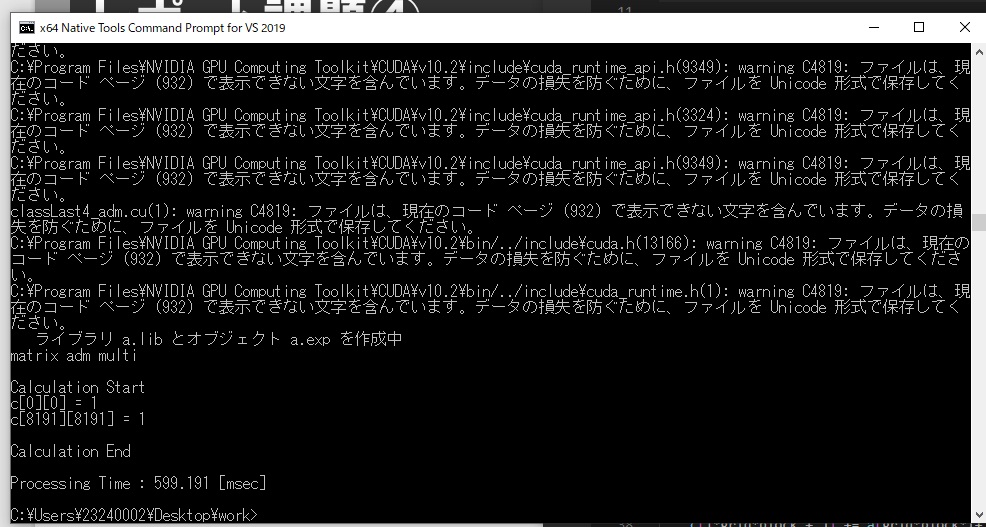 x64 Native Tools Command Prompt for VS 2019
11
ださい。
C:¥Program Files¥NVIDIA GPU Computing Toolkit¥CUDA¥v10.2¥include¥cuda_runtime_api.h(9349): warning C4819: ファイルは、現
在のコード ページ (932) で表示できない文字を含んでいます。データの損失を防ぐために、ファイルを Unicode 形式で保存してく
ださい。
C:¥Program Files¥NVIDIA GPU Computing Toolkit¥CUDA¥v10.2¥include¥cuda_runtime_api.h(3324): warning C4819: ファイルは、現
在のコード ページ (932) で表示できない文字を含んでいます。データの損失を防ぐために、ファイルを Unicode 形式で保存してく
ださい。
C:¥Program Files¥NVIDIA GPU Computing Toolkit¥CUDA¥v10.2¥include¥cuda_runtime_api.h(9349): warning C4819: ファイルは、現
在のコード ページ (932) で表示できない文字を含んでいます。データの損失を防ぐために、ファイルを Unicode 形式で保存してく
ださい。
classLast4_adm.cu(1): warning C4819: ファイルは、現在のコード ページ (932) で表示できない文字を含んでいます。データの損
失を防ぐために、ファイルを Unicode 形式で保存してください。
C:¥Program Files¥NVIDIA GPU Computing Toolkit¥CUDA¥v10.2¥bin/../include¥cuda.h(13166): warning C4819: ファイルは、現在の
コード ページ (932) で表示できない文字を含んでいます。データの損失を防ぐために、ファイルを Unicode 形式で保存してくださ
い。
C:¥Program Files¥NVIDIA GPU Computing Toolkit¥CUDA¥v10.2¥bin/../include¥cuda_runtime.h(1): warning C4819: ファイルは、現
在のコード ページ (932) で表示できない文字を含んでいます。データの損失を防ぐために、ファイルを Unicode 形式で保存してく
ださい。
ライブラリ a.lib とオブジェクト a.exp を作成中
matrix adm multi
Calculation Start
c[0][0] = 1
c[8191][8191] = 1
Calculation End
Processing Time : 599.191 [msec]
C:¥Users¥23240002¥Desktop¥work>